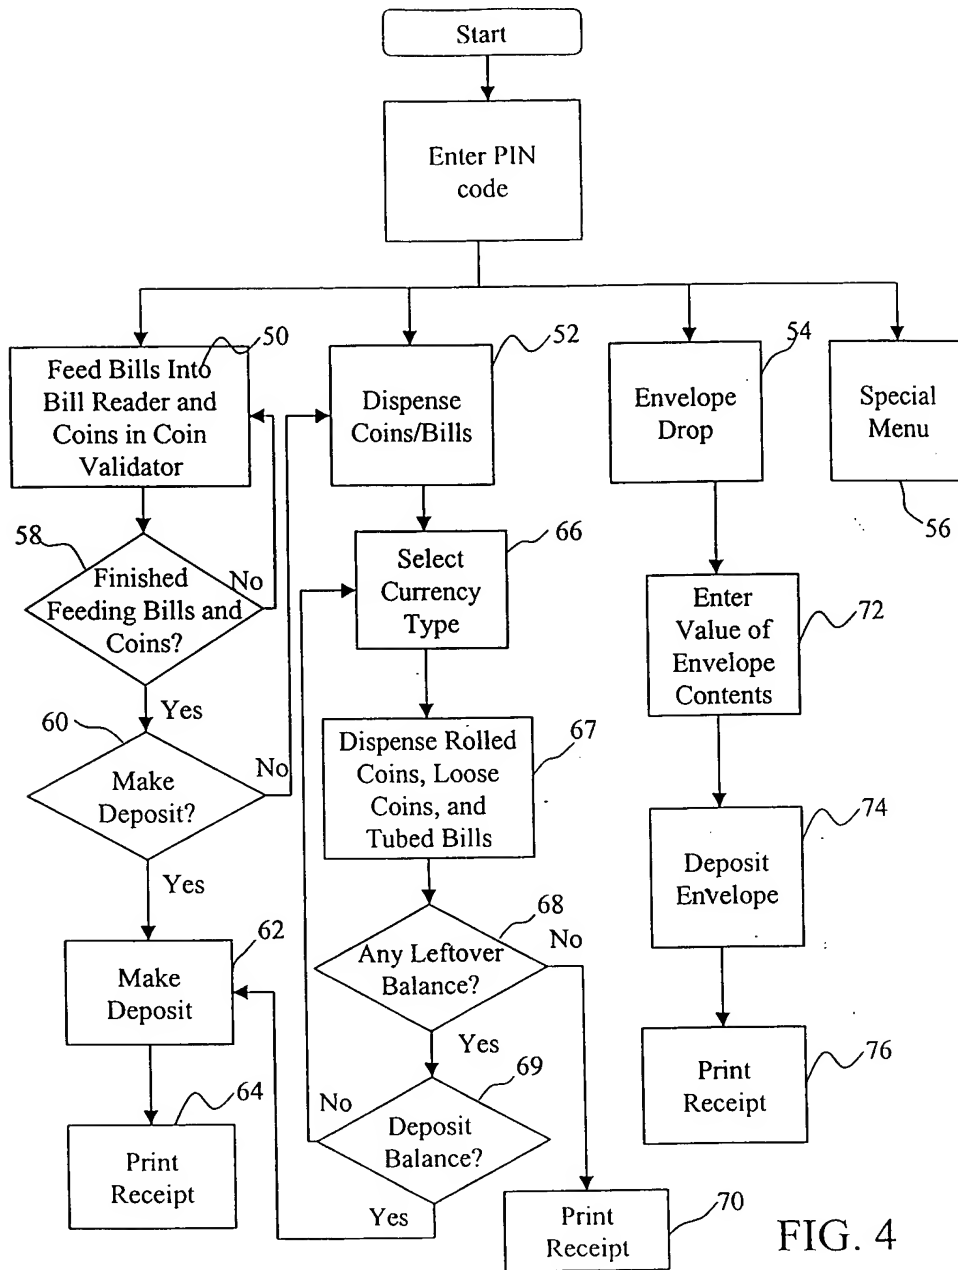 Start
Enter PIN
code
50
Feed Bills Into
Bill Reader and
Coins in Coin
Validator
52
Dispense
Coins/Bills
54
Envelope
Drop
Special
Menu
56
58
Finished
Feeding Bills and
Coins?
No
Yes
66
Select
Currency
Type
72
Enter
Value of
Envelope
Contents
60
Make
Deposit?
No
Yes
67
Dispense Rolled
Coins, Loose
Coins, and
Tubed Bills
74
Deposit
Envelope
62
Make
Deposit
68
Any Leftover
Balance?
No
Yes
76
Print
Receipt
64
Print
Receipt
69
Deposit
Balance?
No
Yes
70
Print
Receipt
FIG. 4